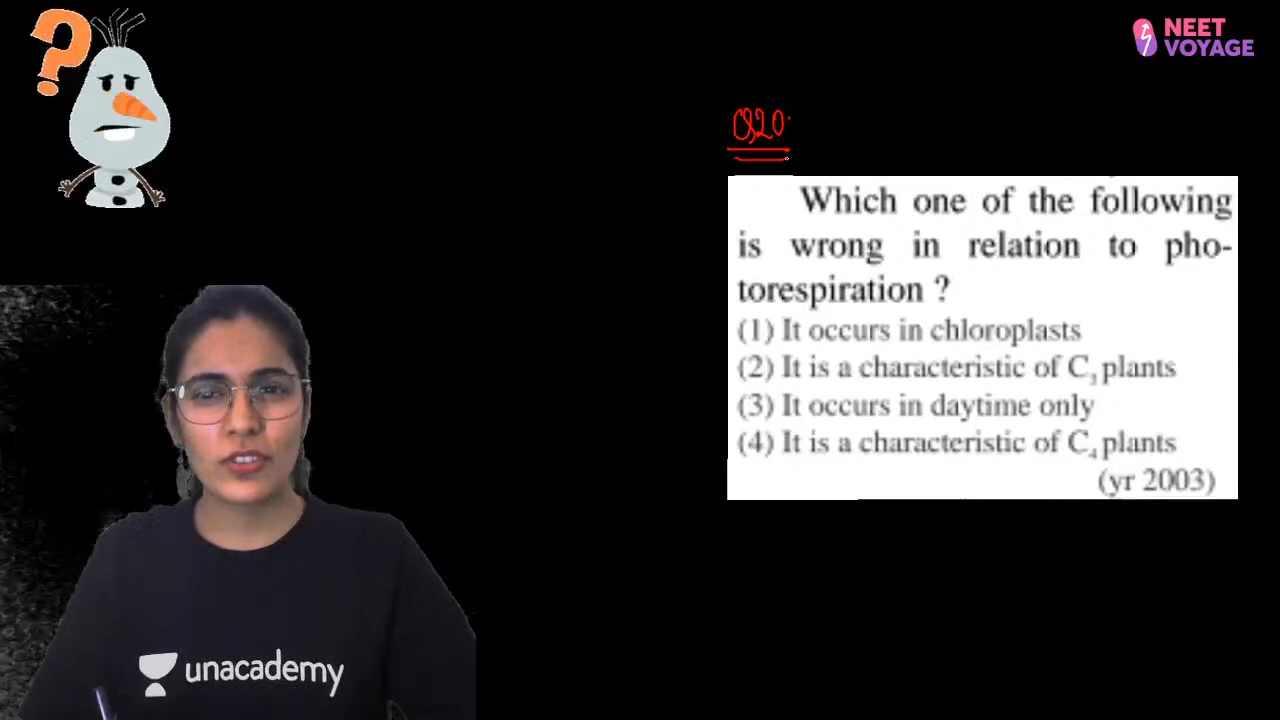 ?
NEET
VOYAGE
Q20.
Which one of the following
is wrong in relation to pho-
torespiration ?
(1) It occurs in chloroplasts
(2) It is a characteristic of C₃ plants
(3) It occurs in daytime only
(4) It is a characteristic of C₄ plants
(yr 2003)
unacademy